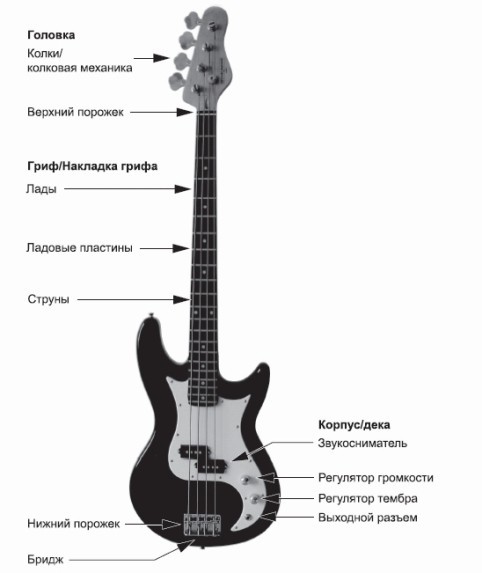 Головка
Колки/
колковая механика
Верхний порожек
Гриф/Накладка грифа
Лады
Ладовые пластины
Струны
Корпус/дека
Звукосниматель
Регулятор громкости
Регулятор тембра
Выходной разъем
Нижний порожек
Бридж